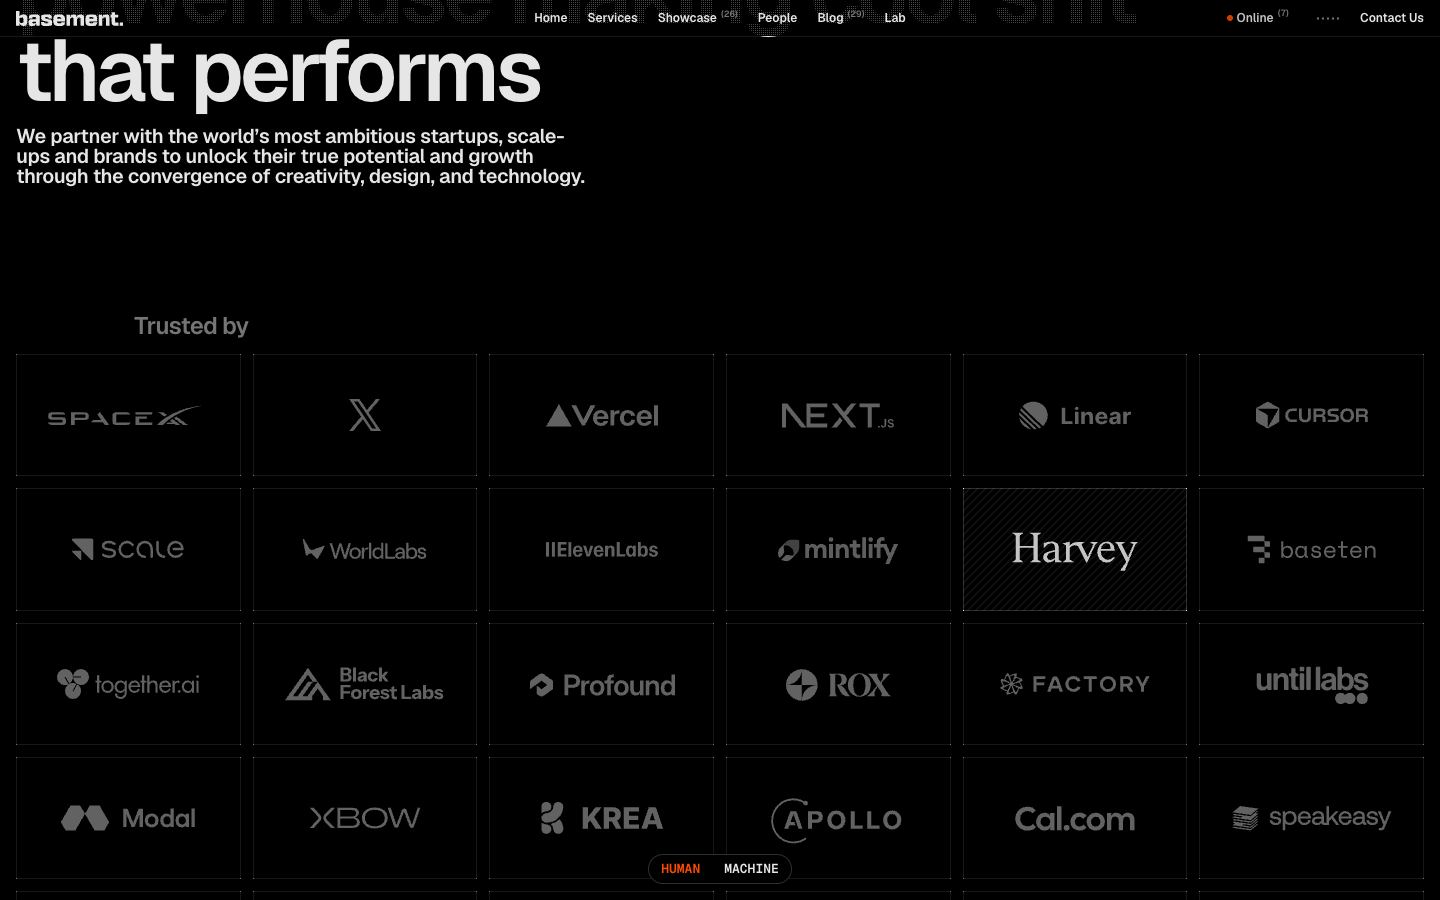 basement.
Home Services Showcase (26) People Blog (29) Lab
Online (7)
Contact Us
that performs
We partner with the world’s most ambitious startups, scale-
ups and brands to unlock their true potential and growth
through the convergence of creativity, design, and technology.
Trusted by
SPACEX
X
Vercel
NEXT.JS
Linear
CURSOR
scale
WorldLabs
IIElevenLabs
mintlify
Harvey
baseten
together.ai
Black
Forest Labs
Profound
ROX
FACTORY
until labs
Modal
XBOW
KREA
APOLLO
Cal.com
speakeasy
HUMAN MACHINE